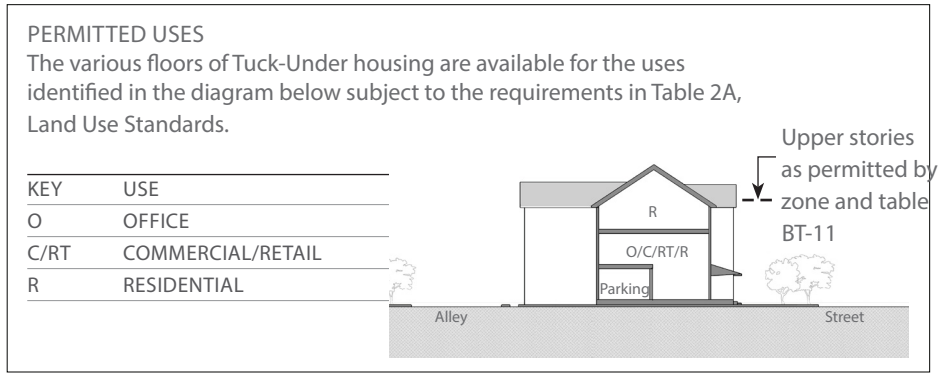 PERMITTED USES
The various floors of Tuck-Under housing are available for the uses
identified in the diagram below subject to the requirements in Table 2A,
Land Use Standards.
KEY USE
O OFFICE
C/RT COMMERCIAL/RETAIL
R RESIDENTIAL
Upper stories
as permitted by
zone and table
BT-11
R
O/C/RT/R
Parking
Alley
Street